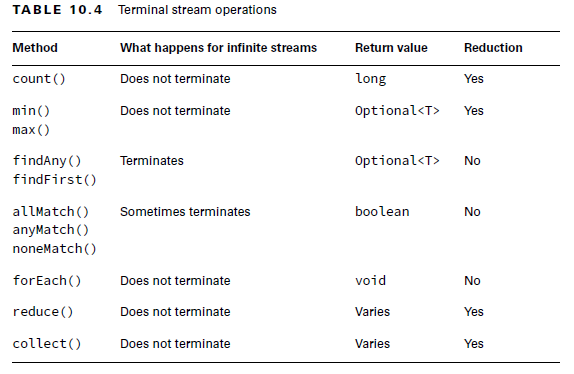 TABLE 10.4 Terminal stream operations
Method What happens for infinite streams Return value Reduction
count() Does not terminate long Yes
min() Does not terminate Optional<T> Yes
max()
findAny() Terminates Optional<T> No
findFirst()
allMatch() Sometimes terminates boolean No
anyMatch()
noneMatch()
forEach() Does not terminate void No
reduce() Does not terminate Varies Yes
collect() Does not terminate Varies Yes